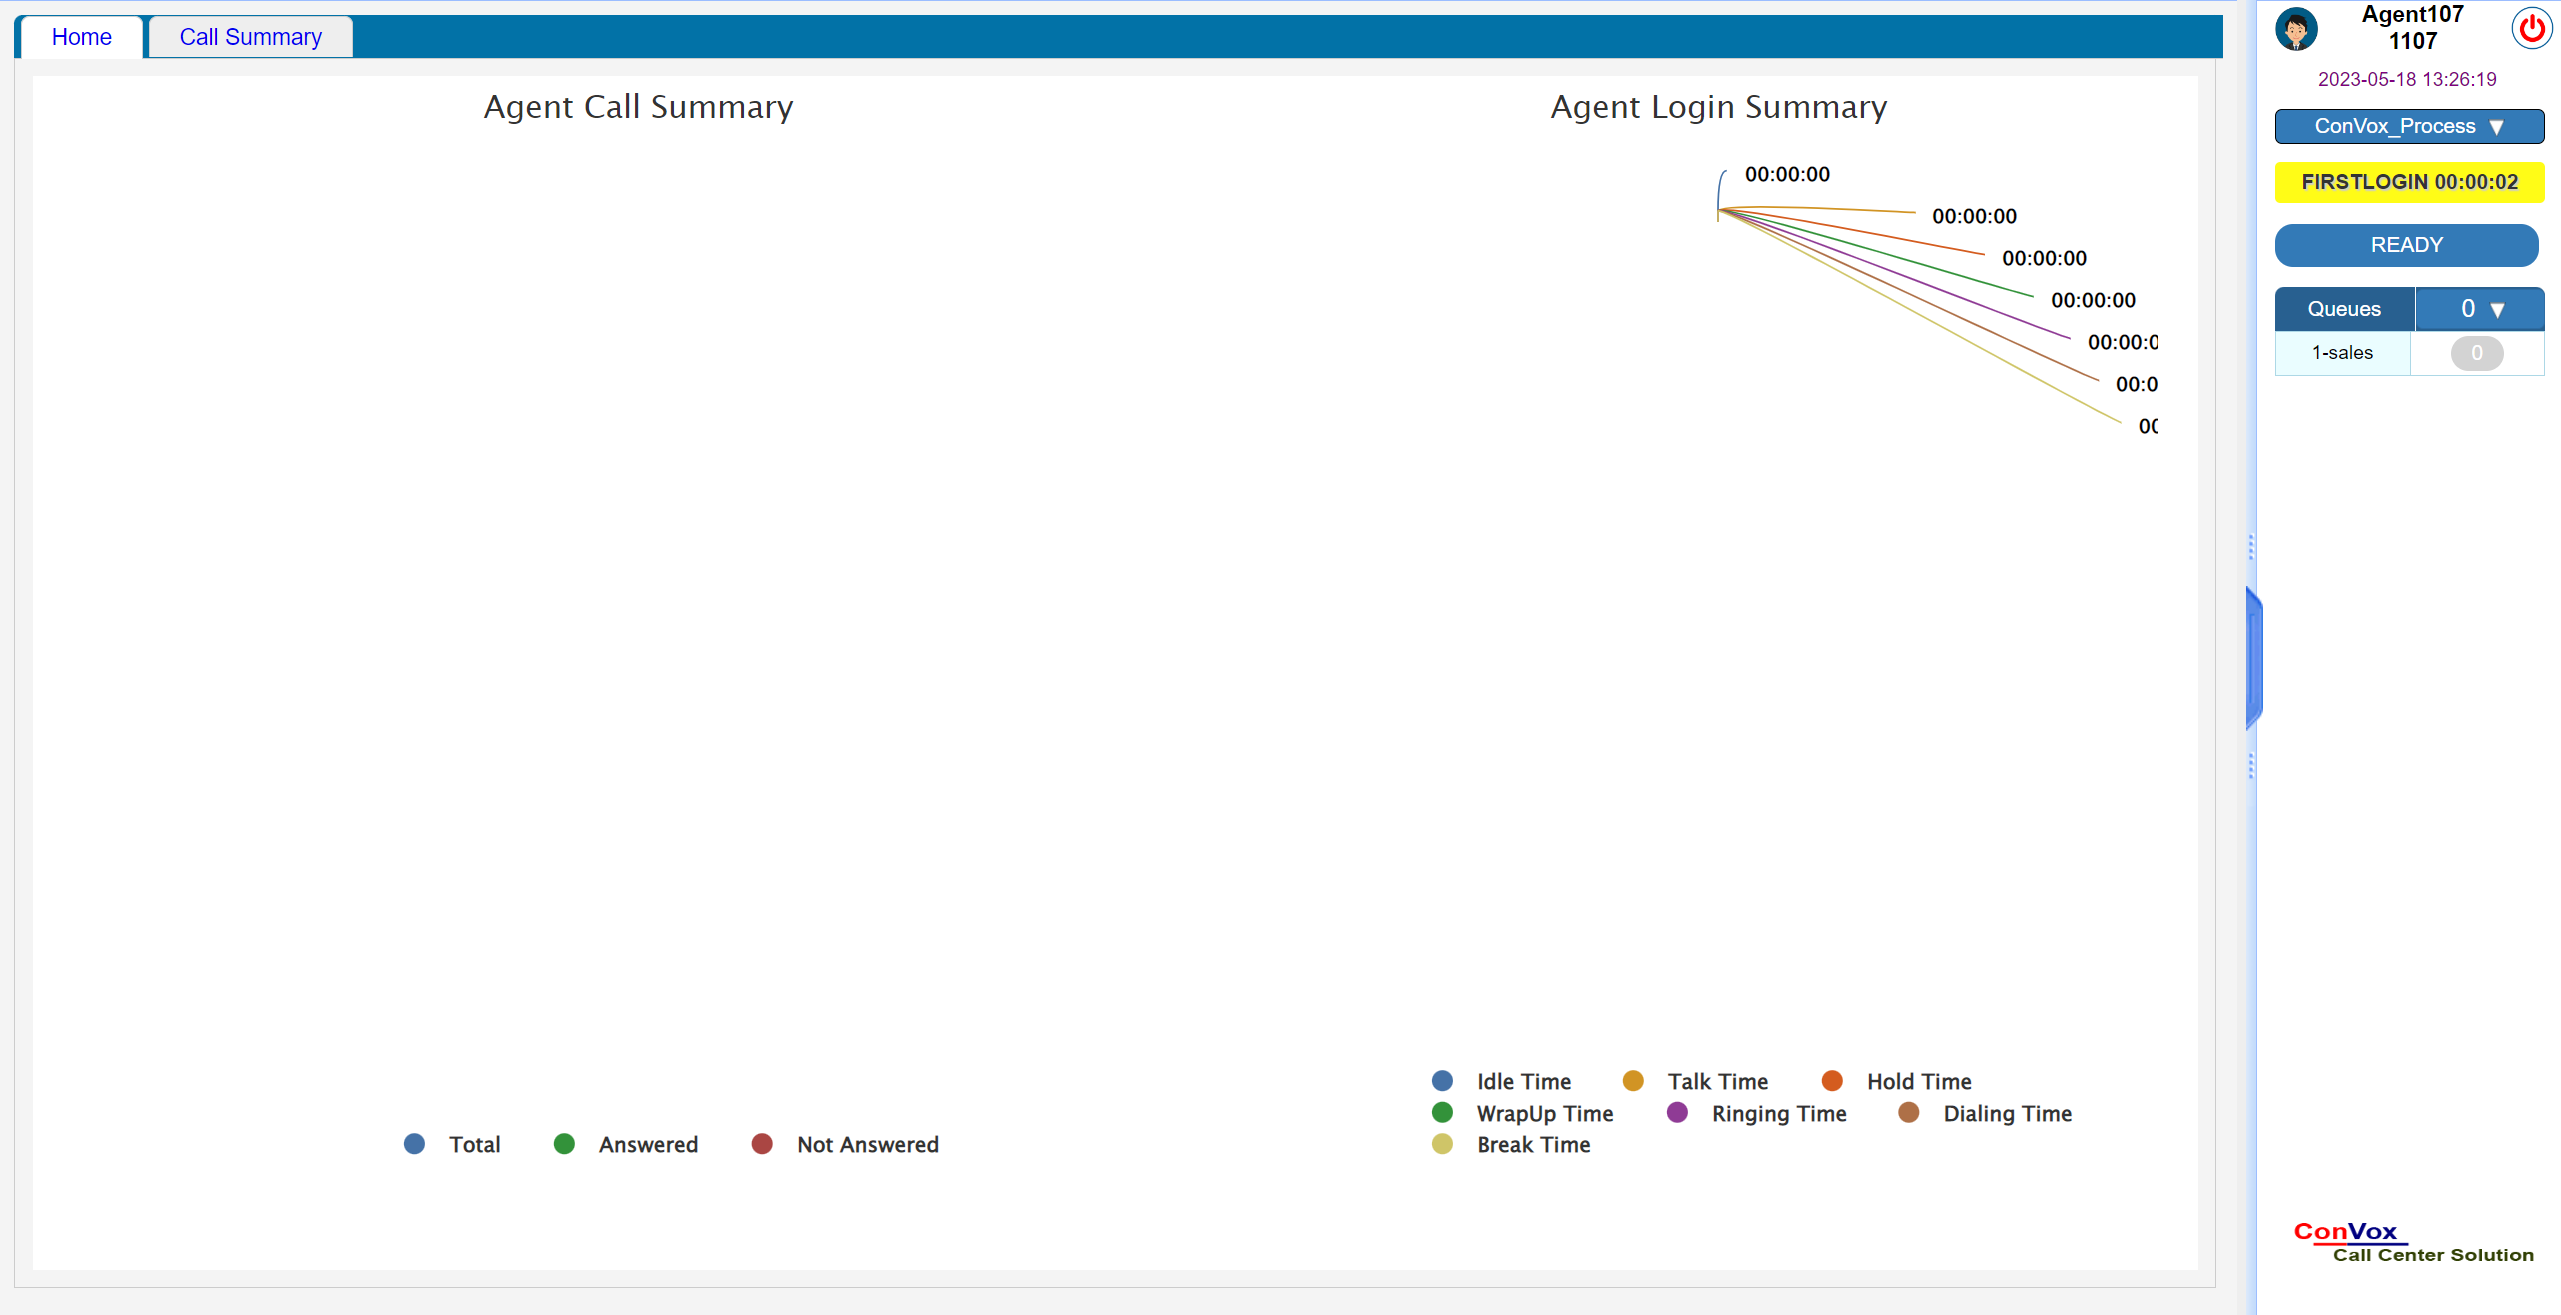 Home
Call Summary
Agent Call Summary
Total
Answered
Not Answered
Agent Login Summary
00:00:00
00:00:00
00:00:00
00:00:00
00:00:0
00:0
00
Idle Time
Talk Time
Hold Time
WrapUp Time
Ringing Time
Dialing Time
Break Time
Agent107
1107
2023-05-18 13:26:19
ConVox_Process ▼
FIRSTLOGIN 00:00:02
READY
Queues
0 ▼
1-sales
0
ConVox
Call Center Solution